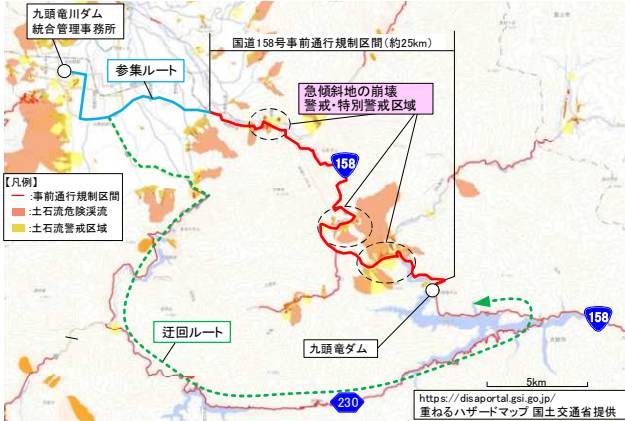 九頭竜川ダム
統合管理事務所
国道158号事前通行規制区間(約25km)
参集ルート
急傾斜地の崩壊
警戒・特別警戒区域
158
【凡例】
:事前通行規制区間
:土石流危険渓流
:土石流警戒区域
迂回ルート
九頭竜ダム
158
230
5km
https://disaportal.gsi.go.jp/
重ねるハザードマップ 国土交通省提供